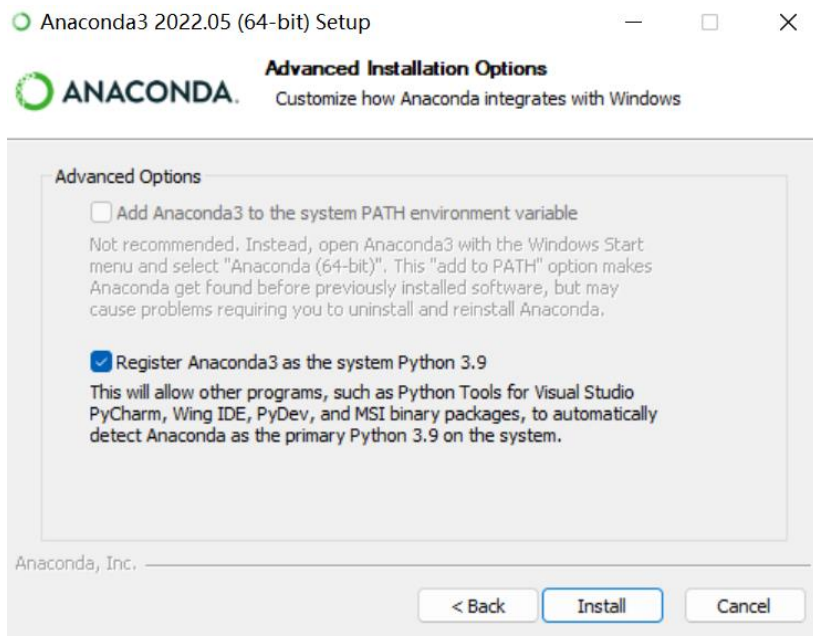 Anaconda3 2022.05 (64-bit) Setup
ANACONDA.
Advanced Installation Options
Customize how Anaconda integrates with Windows
Advanced Options
Add Anaconda3 to the system PATH environment variable
Not recommended. Instead, open Anaconda3 with the Windows Start
menu and select "Anaconda (64-bit)". This "add to PATH" option makes
Anaconda get found before previously installed software, but may
cause problems requiring you to uninstall and reinstall Anaconda.
Register Anaconda3 as the system Python 3.9
This will allow other programs, such as Python Tools for Visual Studio
PyCharm, Wing IDE, PyDev, and MSI binary packages, to automatically
detect Anaconda as the primary Python 3.9 on the system.
Anaconda, Inc.
< Back Install Cancel